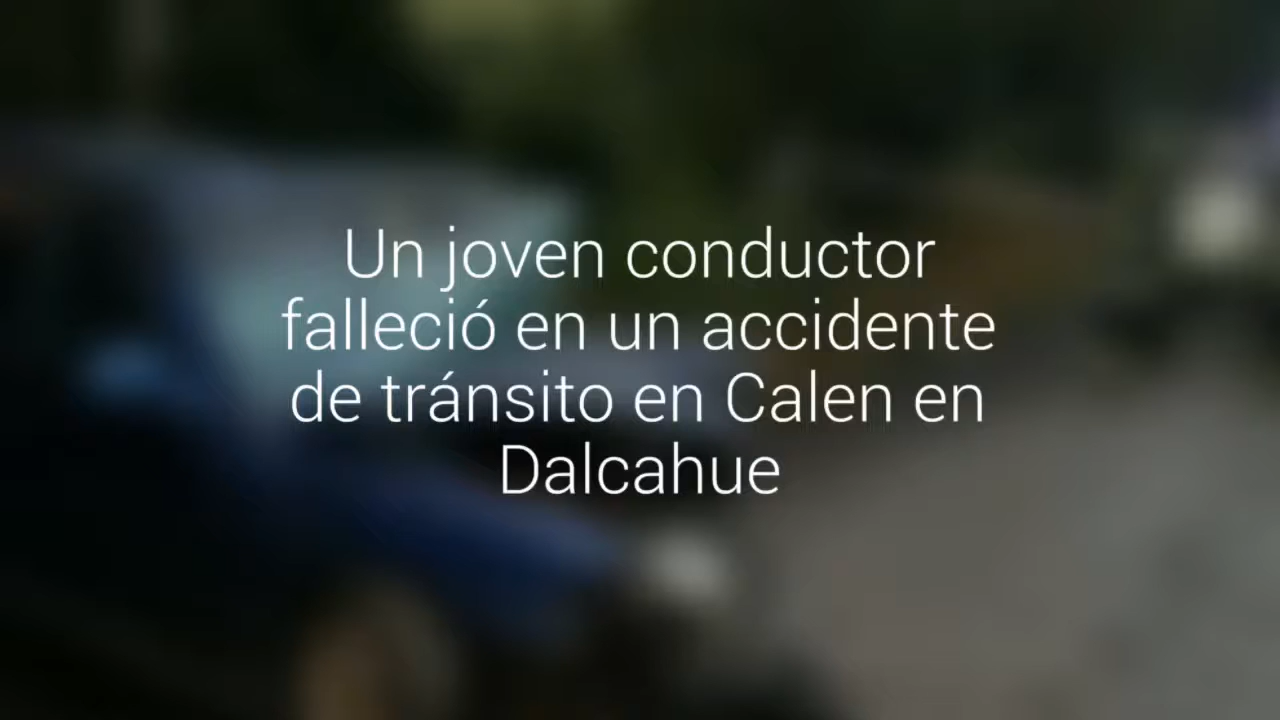 Un joven conductor
falleció en un accidente
de tránsito en Calen en
Dalcahue